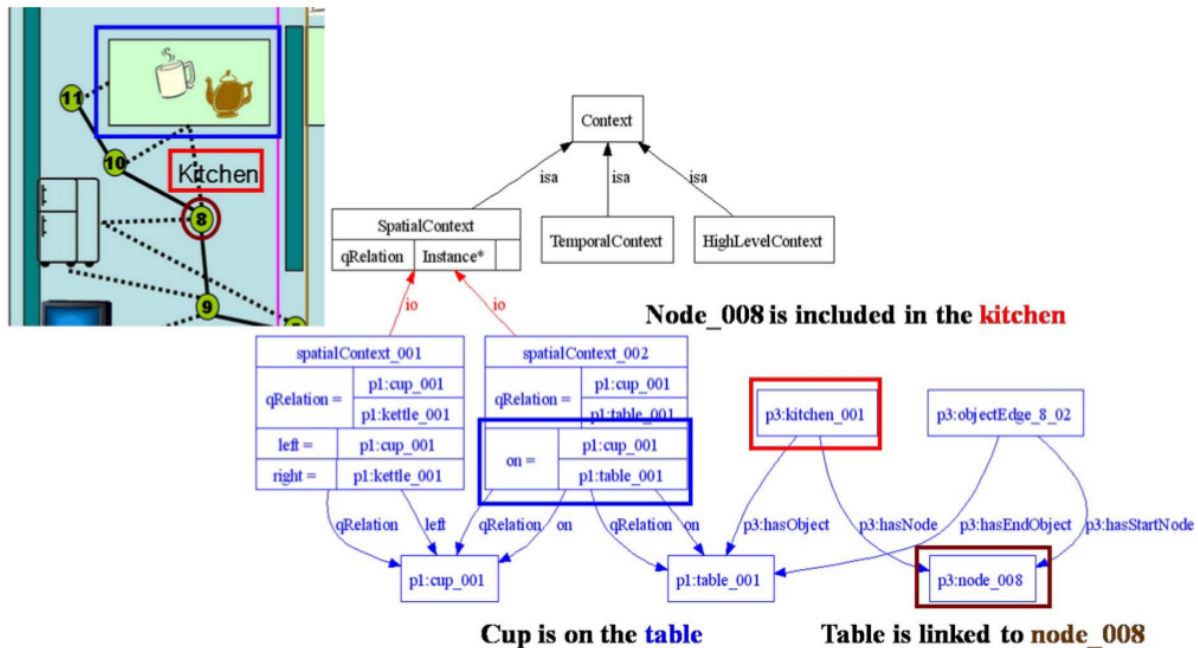 11
10
Kitchen
8
9
Context
isa
isa
isa
SpatialContext
qRelation
Instance*
TemporalContext
HighLevelContext
io
io
Node_008 is included in the kitchen
spatialContext_001
qRelation =
p1:cup_001
p1:kettle_001
left =
p1:cup_001
right =
p1:kettle_001
spatialContext_002
qRelation =
p1:cup_001
p1:table_001
on =
p1:cup_001
p1:table_001
p3:kitchen_001
p3:objectEdge_8_02
qRelation
left
qRelation
on
qRelation
on
p3:hasObject
p3:hasNode
p3:hasEndObject
p3:hasStartNode
p1:cup_001
p1:table_001
p3:node_008
Cup is on the table
Table is linked to node_008